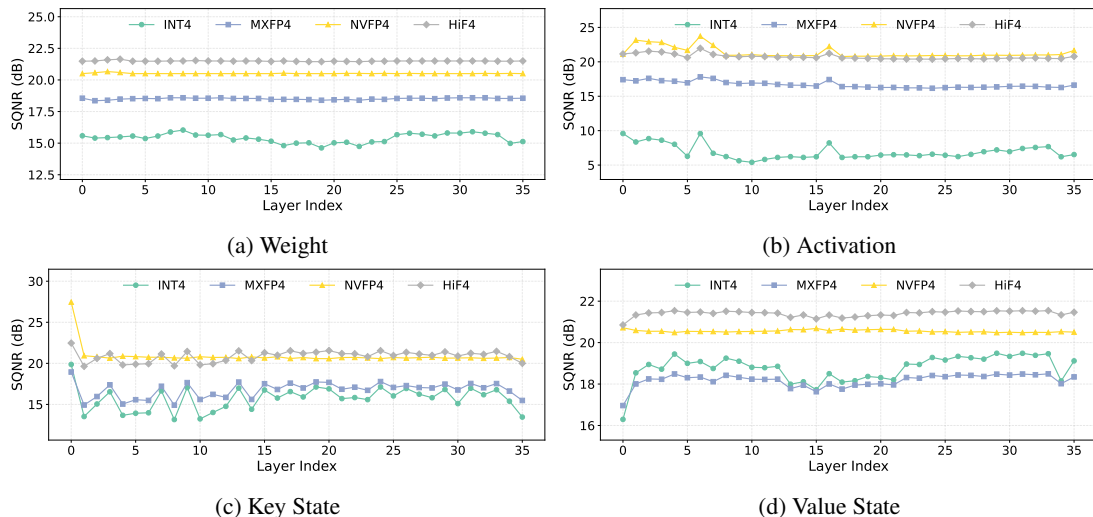 INT4 MXFP4 NVFP4 HiF4
SQNR (dB)
25.0
22.5
20.0
17.5
15.0
12.5
0 5 10 15 20 25 30 35
Layer Index
(a) Weight
INT4 MXFP4 NVFP4 HiF4
SQNR (dB)
25
20
15
10
5
0 5 10 15 20 25 30 35
Layer Index
(b) Activation
INT4 MXFP4 NVFP4 HiF4
SQNR (dB)
30
25
20
15
0 5 10 15 20 25 30 35
Layer Index
(c) Key State
INT4 MXFP4 NVFP4 HiF4
SQNR (dB)
22
20
18
16
0 5 10 15 20 25 30 35
Layer Index
(d) Value State